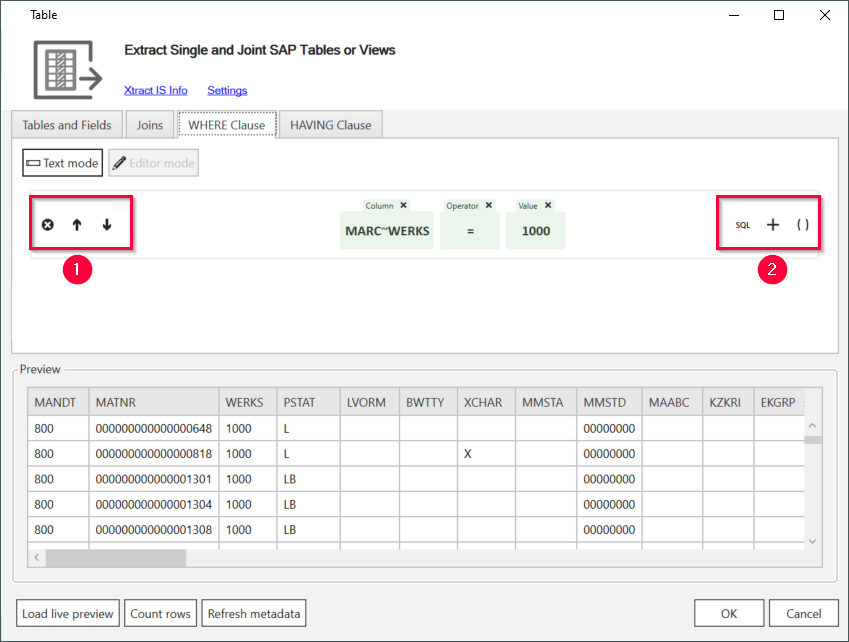 Table
Extract Single and Joint SAP Tables or Views
Xtract IS Info Settings
Tables and Fields Joins WHERE Clause HAVING Clause
Text mode Editor mode
Column Operator Value
MARC~WERKS = 1000 SQL + ( )
1 2
Preview
MANDT MATNR WERKS PSTAT LVORM BWTTY XCHAR MMSTA MMSTD MAABC KZKRI EKGRP
800 000000000000000648 1000 L 00000000
800 000000000000000818 1000 L X 00000000
800 000000000000001301 1000 LB 00000000
800 000000000000001304 1000 LB 00000000
800 000000000000001308 1000 LB 00000000
Load live preview Count rows Refresh metadata OK Cancel